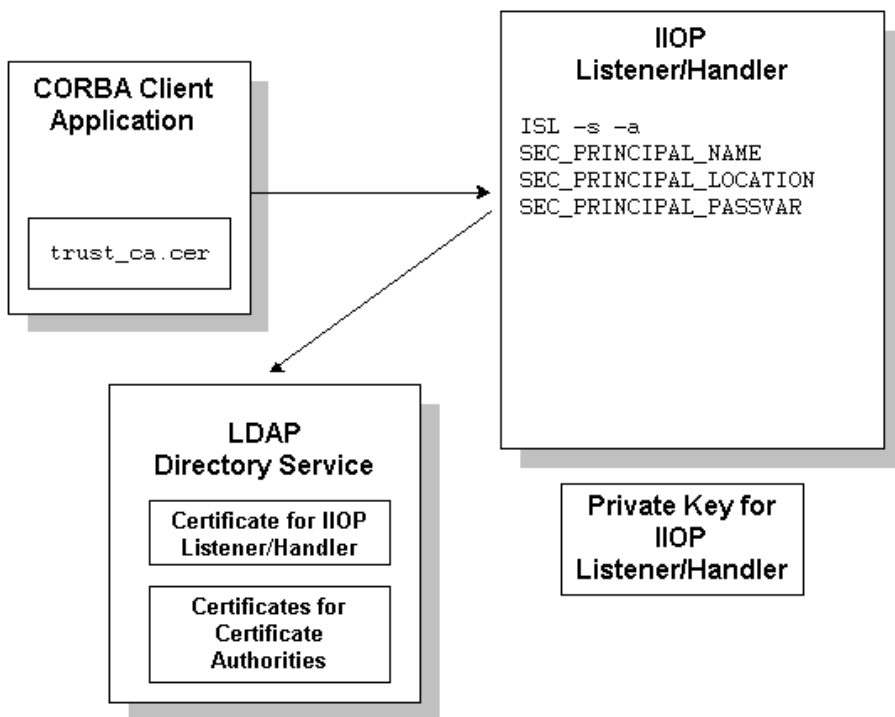 CORBA Client
Application
trust_ca.cer
IIOP
Listener/Handler
ISL -s -a
SEC_PRINCIPAL_NAME
SEC_PRINCIPAL_LOCATION
SEC_PRINCIPAL_PASSVAR
LDAP
Directory Service
Certificate for IIOP
Listener/Handler
Certificates for
Certificate
Authorities
Private Key for
IIOP
Listener/Handler